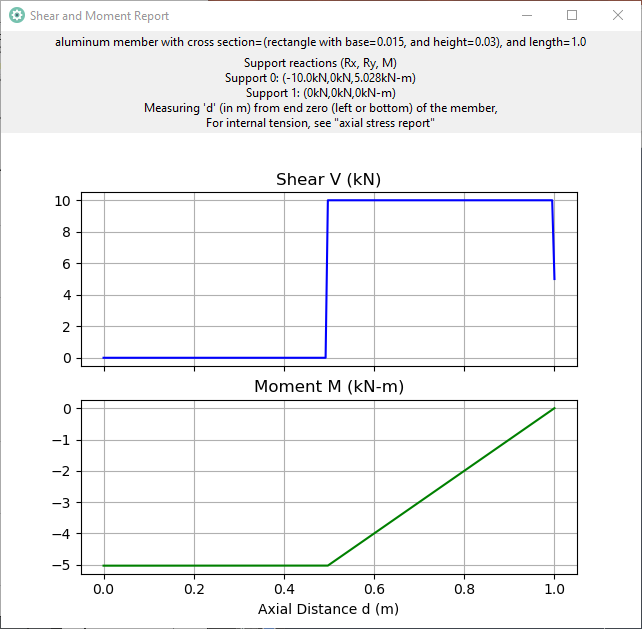 Shear and Moment Report
aluminum member with cross section=(rectangle with base=0.015, and height=0.03), and length=1.0
Support reactions (Rx, Ry, M)
Support 0: (-10.0kN,0kN,5.028kN-m)
Support 1: (0kN,0kN,0kN-m)
Measuring 'd' (in m) from end zero (left or bottom) of the member,
For internal tension, see "axial stress report"
Shear V (kN)
10
8
6
4
2
0
Moment M (kN-m)
0
−1
−2
−3
−4
−5
0.0 0.2 0.4 0.6 0.8 1.0
Axial Distance d (m)